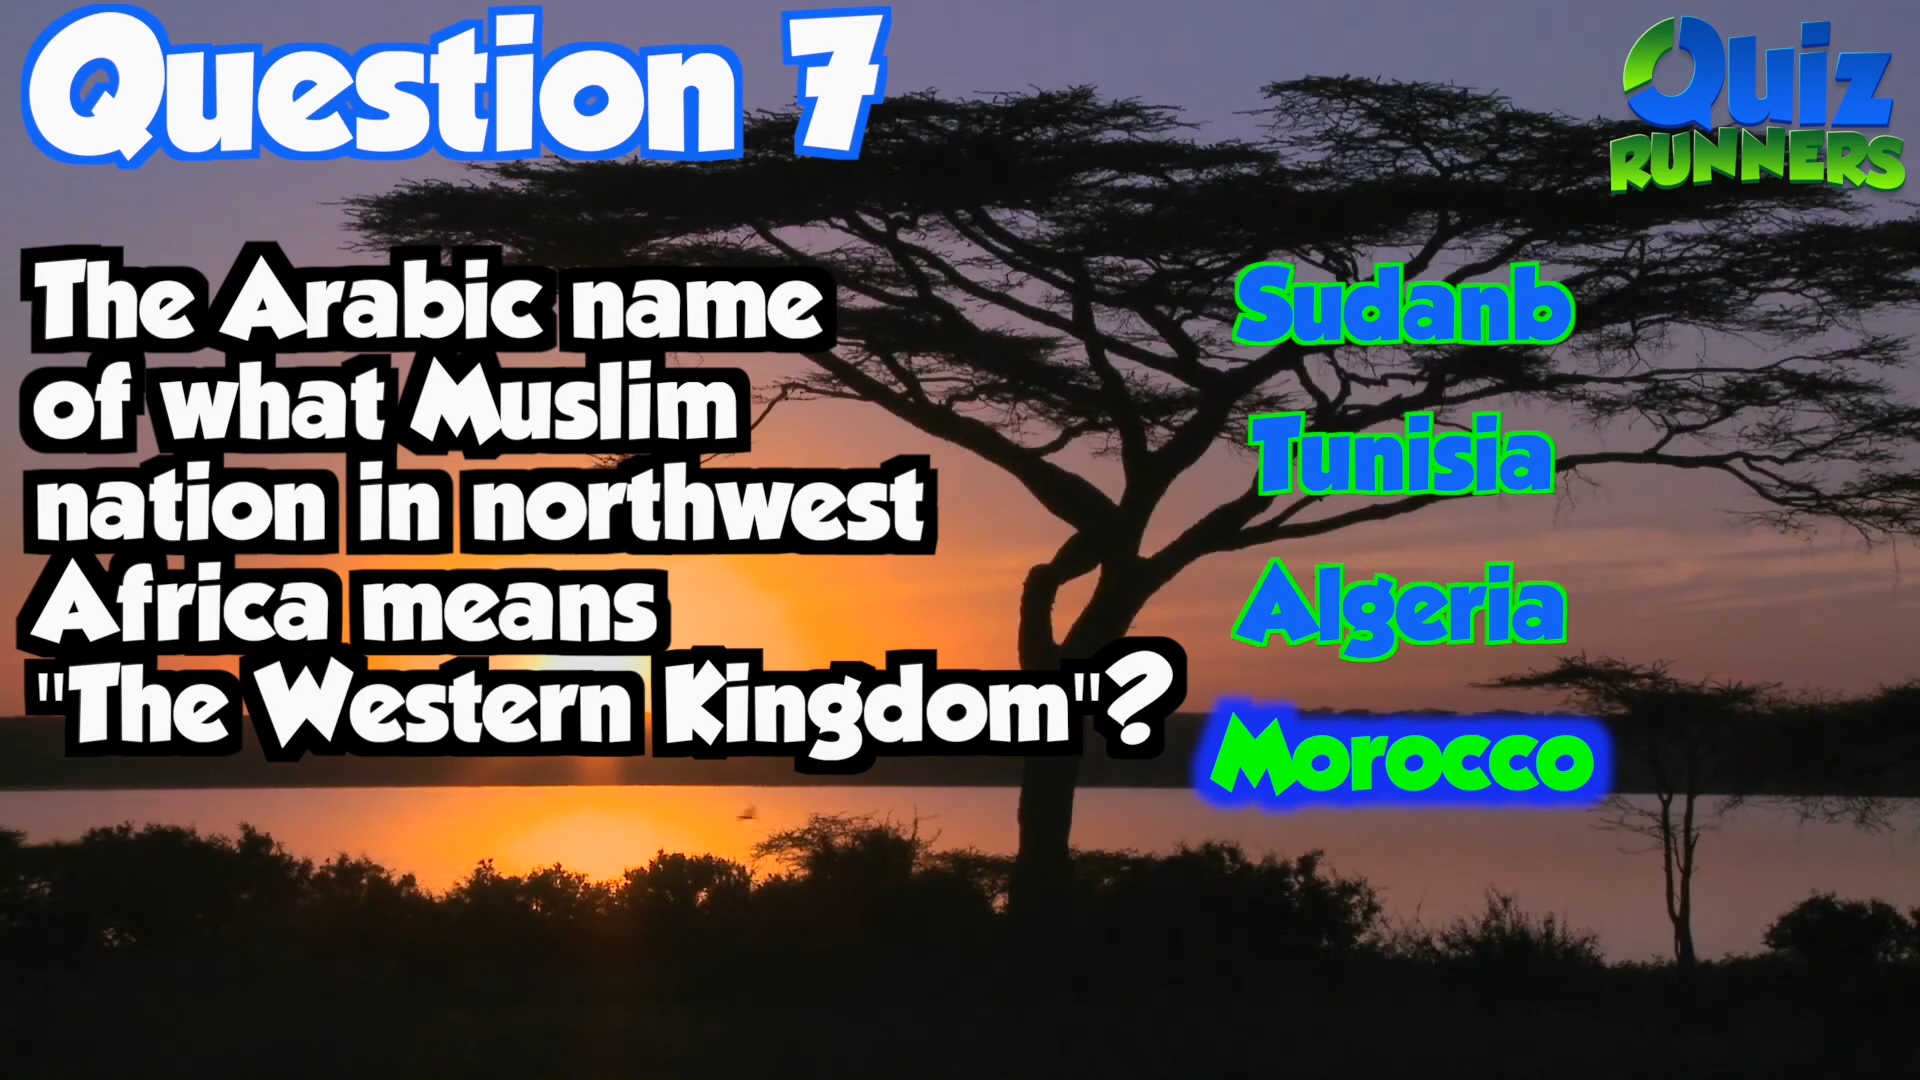 Question 7
Quiz
RUNNERS
The Arabic name
of what Muslim
nation in northwest
Africa means
"The Western Kingdom"?
Sudanb
Tunisia
Algeria
Morocco